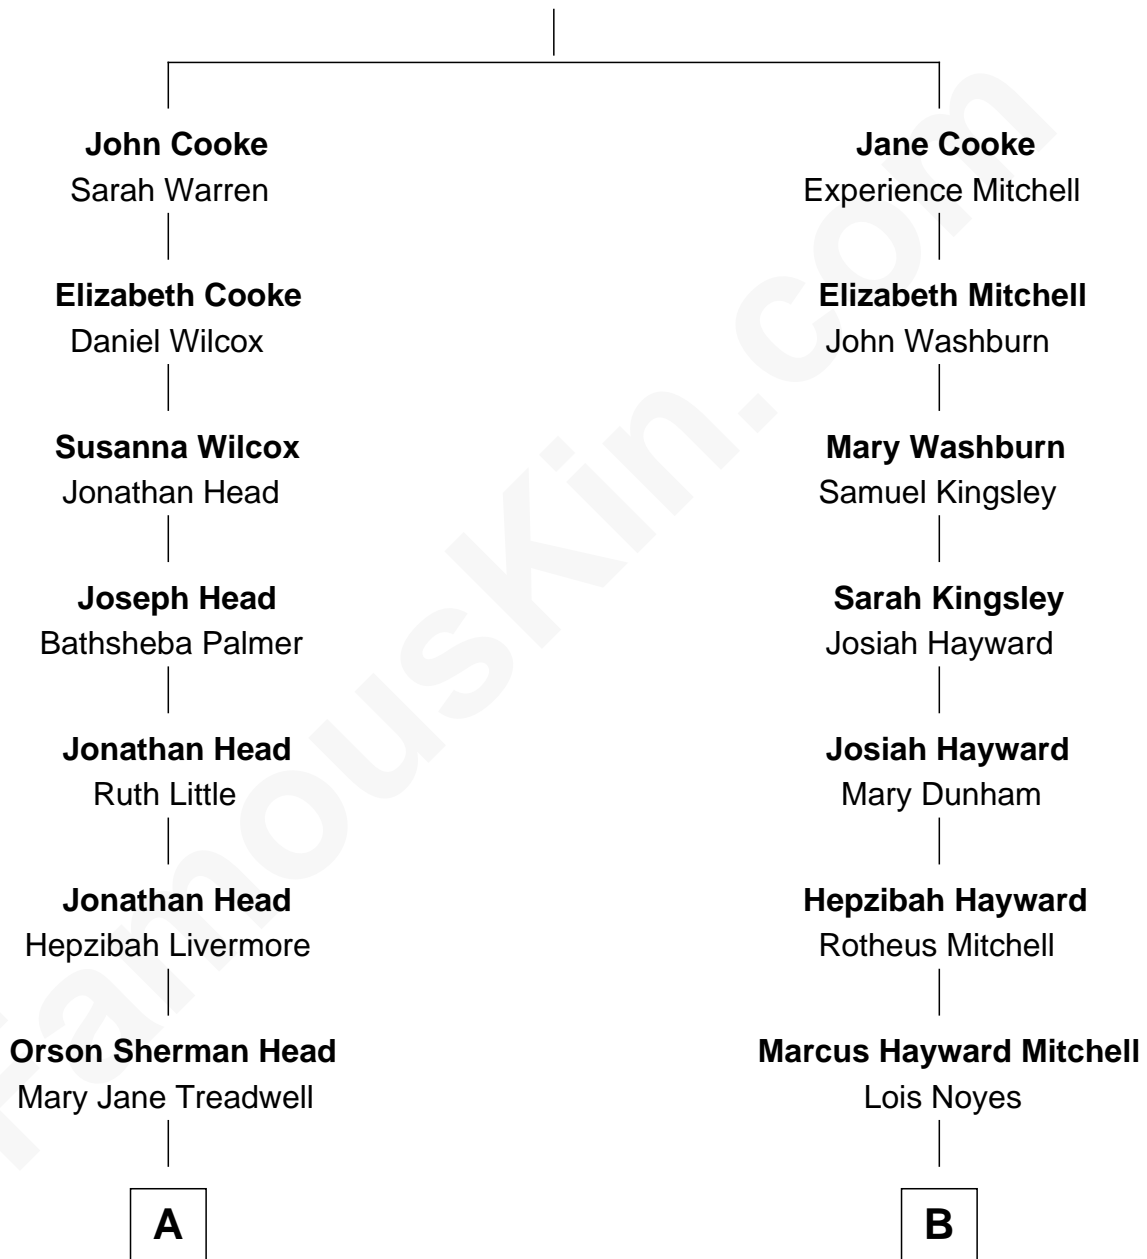 John Cooke
Sarah Warren
Elizabeth Cooke
Daniel Wilcox
Susanna Wilcox
Jonathan Head
Joseph Head
Bathsheba Palmer
Jonathan Head
Ruth Little
Jonathan Head
Hepzibah Livermore
Orson Sherman Head
Mary Jane Treadwell
A
Jane Cooke
Experience Mitchell
Elizabeth Mitchell
John Washburn
Mary Washburn
Samuel Kingsley
Sarah Kingsley
Josiah Hayward
Josiah Hayward
Mary Dunham
Hepzibah Hayward
Rotheus Mitchell
Marcus Hayward Mitchell
Lois Noyes
B
FamousKin.com